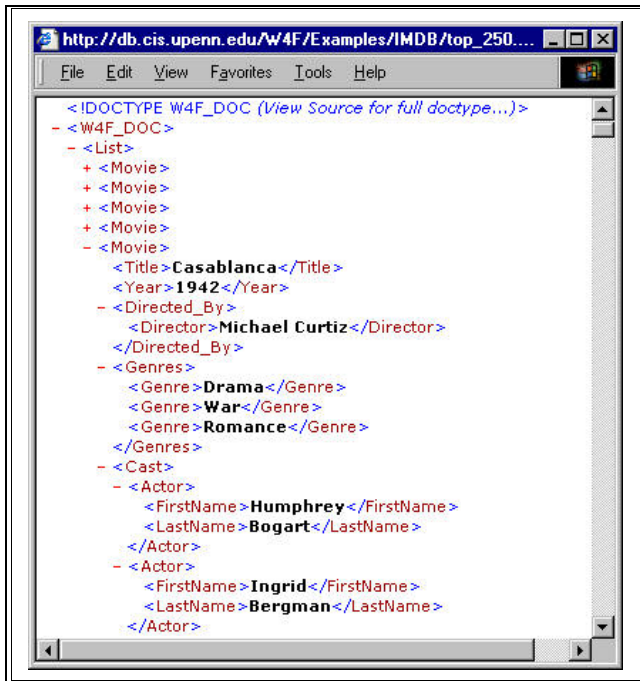 http://db.cis.upenn.edu/W4F/Examples/IMDB/top_250....
File Edit View Favorites Tools Help
<!DOCTYPE W4F_DOC (View Source for full doctype...)>
- <W4F_DOC>
- <List>
+ <Movie>
+ <Movie>
+ <Movie>
+ <Movie>
- <Movie>
<Title>Casablanca</Title>
<Year>1942</Year>
- <Directed_By>
<Director>Michael Curtiz</Director>
</Directed_By>
- <Genres>
<Genre>Drama</Genre>
<Genre>War</Genre>
<Genre>Romance</Genre>
</Genres>
- <Cast>
- <Actor>
<FirstName>Humphrey</FirstName>
<LastName>Bogart</LastName>
</Actor>
- <Actor>
<FirstName>Ingrid</FirstName>
<LastName>Bergman</LastName>
</Actor>